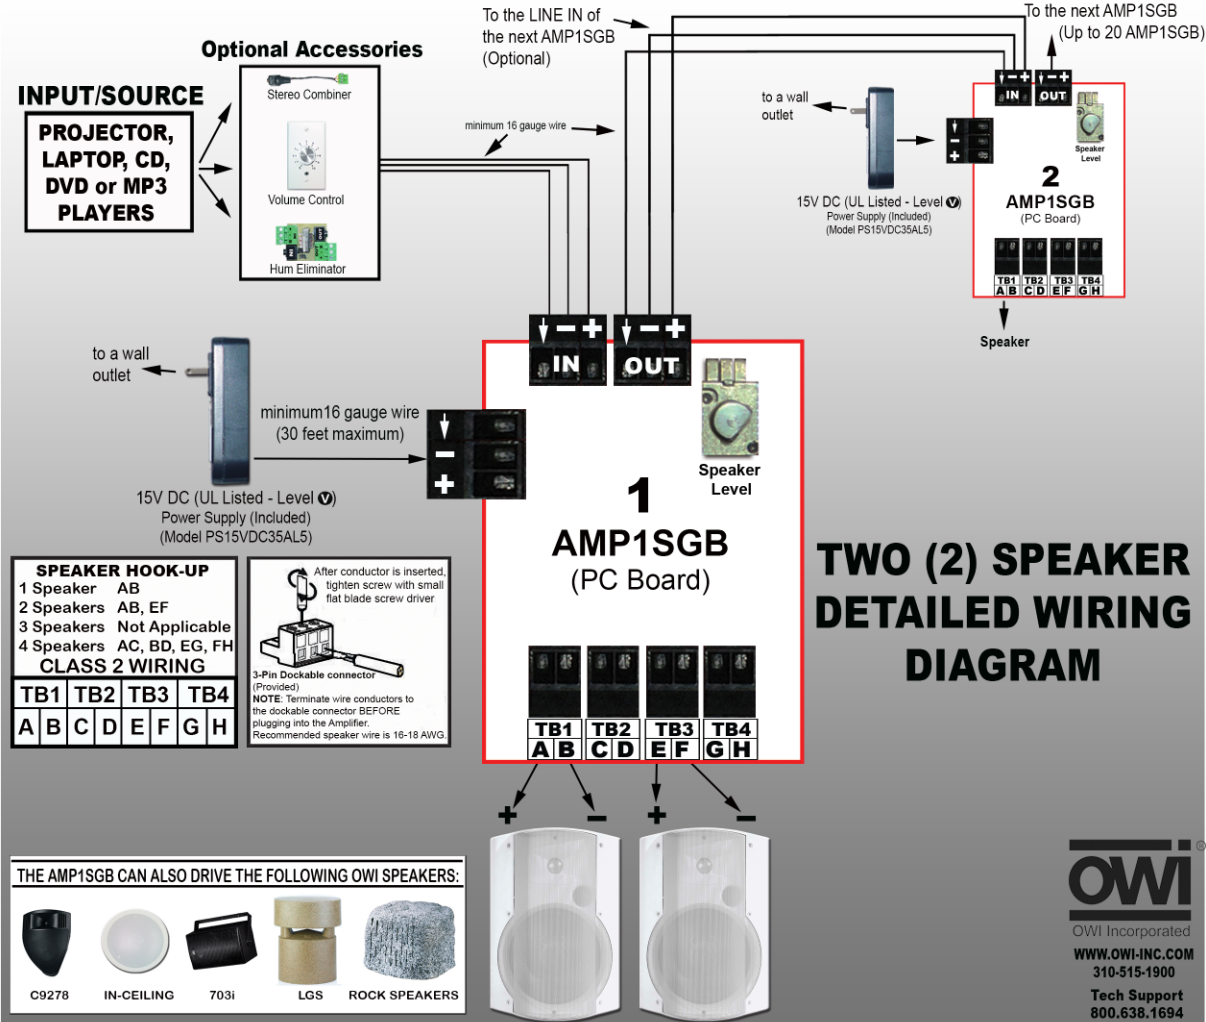 To the LINE IN of
the next AMP1SGB
(Optional)
To the next AMP1SGB
(Up to 20 AMP1SGB)
Optional Accessories
Stereo Combiner
Volume Control
Hum Eliminator
INPUT/SOURCE
PROJECTOR,
LAPTOP, CD,
DVD or MP3
PLAYERS
minimum 16 gauge wire
to a wall
outlet
15V DC (UL Listed - Level V)
Power Supply (Included)
(Model PS15VDC35AL5)
− +
IN
− +
OUT
−
+
Speaker
Level
2
AMP1SGB
(PC Board)
TB1 TB2 TB3 TB4
A B C D E F G H
Speaker
to a wall
outlet
minimum16 gauge wire
(30 feet maximum)
15V DC (UL Listed - Level V)
Power Supply (Included)
(Model PS15VDC35AL5)
− +
IN
− +
OUT
−
+
Speaker
Level
1
AMP1SGB
(PC Board)
TB1 TB2 TB3 TB4
A B C D E F G H
+ − + −
TWO (2) SPEAKER
DETAILED WIRING
DIAGRAM
SPEAKER HOOK-UP
1 Speaker AB
2 Speakers AB, EF
3 Speakers Not Applicable
4 Speakers AC, BD, EG, FH
CLASS 2 WIRING
TB1 TB2 TB3 TB4
A B C D E F G H
After conductor is inserted,
tighten screw with small
flat blade screw driver
3-Pin Dockable connector
(Provided)
NOTE: Terminate wire conductors to
the dockable connector BEFORE
plugging into the Amplifier.
Recommended speaker wire is 16-18 AWG.
THE AMP1SGB CAN ALSO DRIVE THE FOLLOWING OWI SPEAKERS:
C9278 IN-CEILING 703i LGS ROCK SPEAKERS
OWI ®
OWI Incorporated
WWW.OWI-INC.COM
310-515-1900
Tech Support
800.638.1694